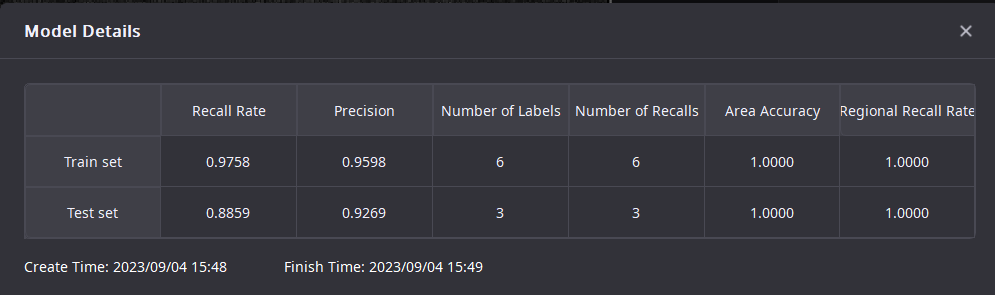 Model Details
Recall Rate Precision Number of Labels Number of Recalls Area Accuracy Regional Recall Rate
Train set 0.9758 0.9598 6 6 1.0000 1.0000
Test set 0.8859 0.9269 3 3 1.0000 1.0000
Create Time: 2023/09/04 15:48 Finish Time: 2023/09/04 15:49